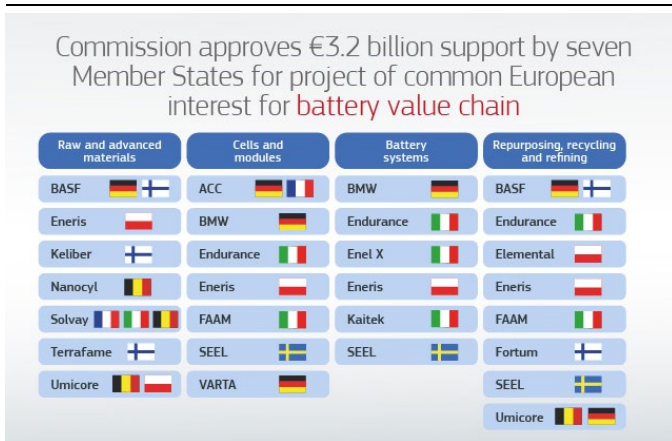 Commission approves €3.2 billion support by seven
Member States for project of common European
interest for battery value chain
Raw and advanced
materials
BASF
Eneris
Keliber
Nanocyl
Solvay
Terrafame
Umicore
Cells and
modules
ACC
BMW
Endurance
Eneris
FAAM
SEEL
VARTA
Battery
systems
BMW
Endurance
Enel X
Eneris
Kaitek
SEEL
Repurposing, recycling
and refining
BASF
Endurance
Elemental
Eneris
FAAM
Fortum
SEEL
Umicore